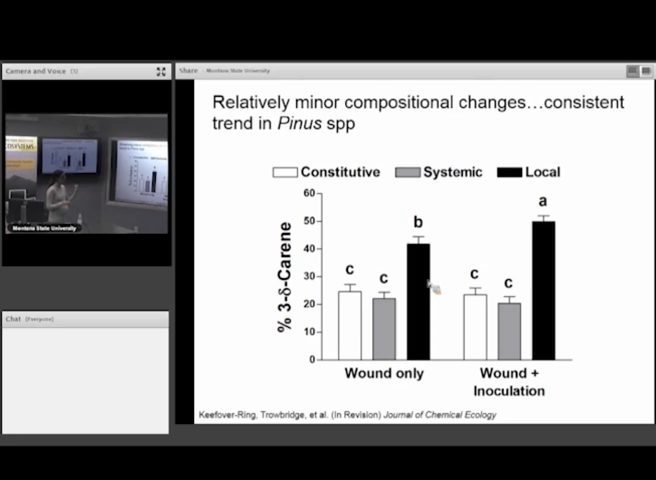 Camera and Voice (1)
Share - Montana State University
Relatively minor compositional changes…consistent
trend in Pinus spp
Constitutive Systemic Local
60
50
40
30
20
10
0
% 3-δ-Carene
c c b c c a
Wound only
Wound +
Inoculation
Keefover-Ring, Trowbridge, et al. (In Revision) Journal of Chemical Ecology
Montana State University
Chat (Everyone)